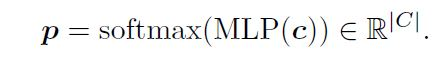 p = softmax(MLP(c)) ∈ ℝ^{|C|}.